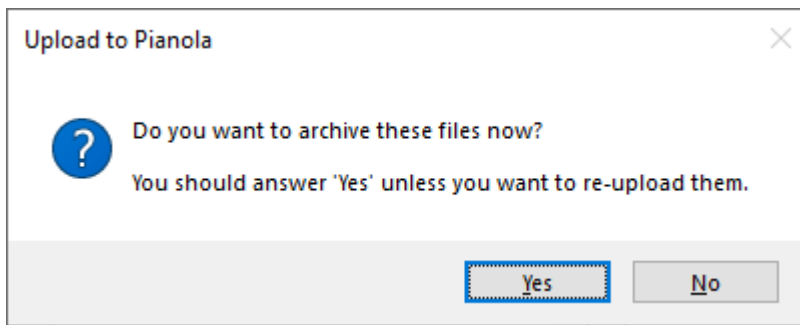 Upload to Pianola
?
Do you want to archive these files now?
You should answer 'Yes' unless you want to re-upload them.
Yes No